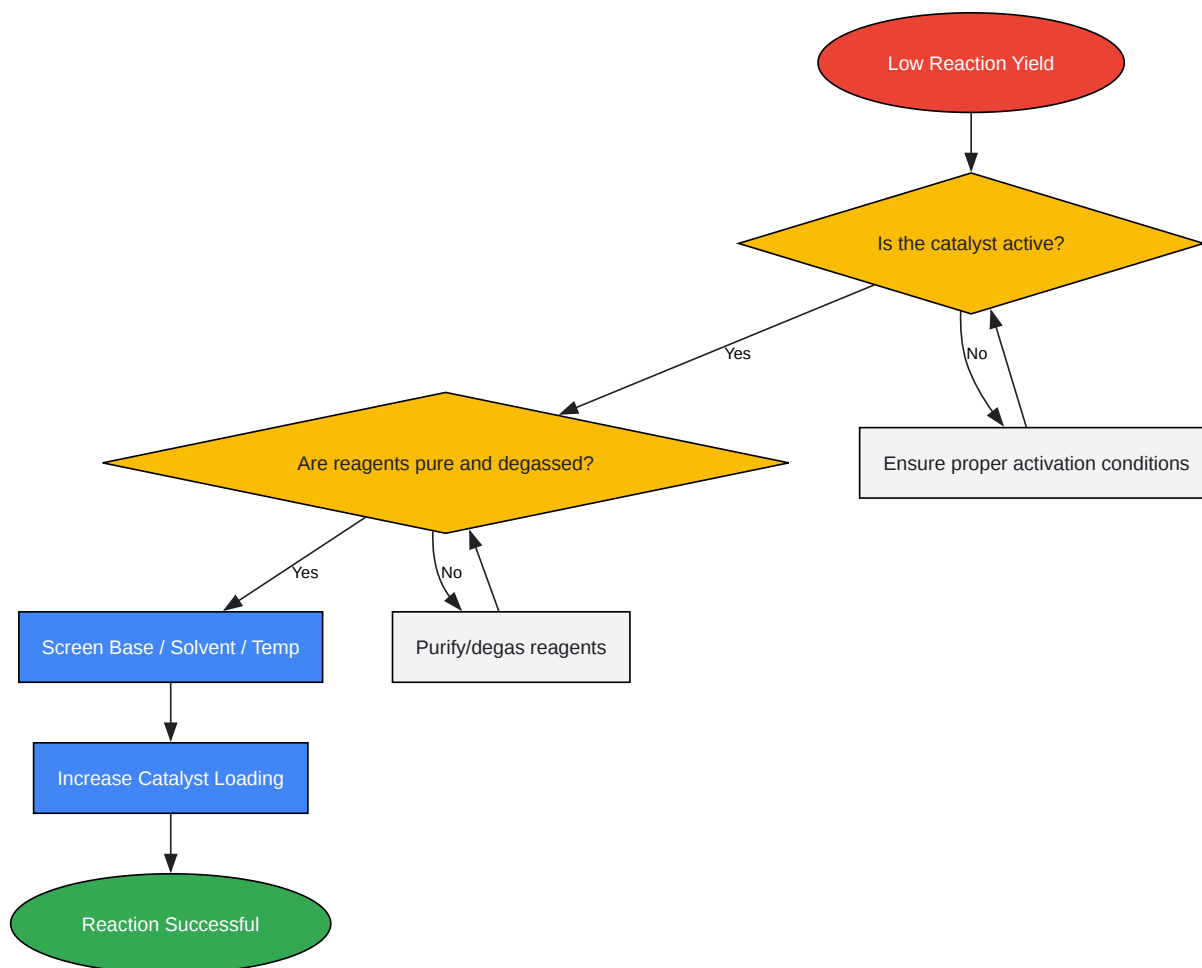 Low Reaction Yield
Is the catalyst active?
Yes
No
Ensure proper activation conditions
Are reagents pure and degassed?
Yes
No
Screen Base / Solvent / Temp
Purify/degas reagents
Increase Catalyst Loading
Reaction Successful